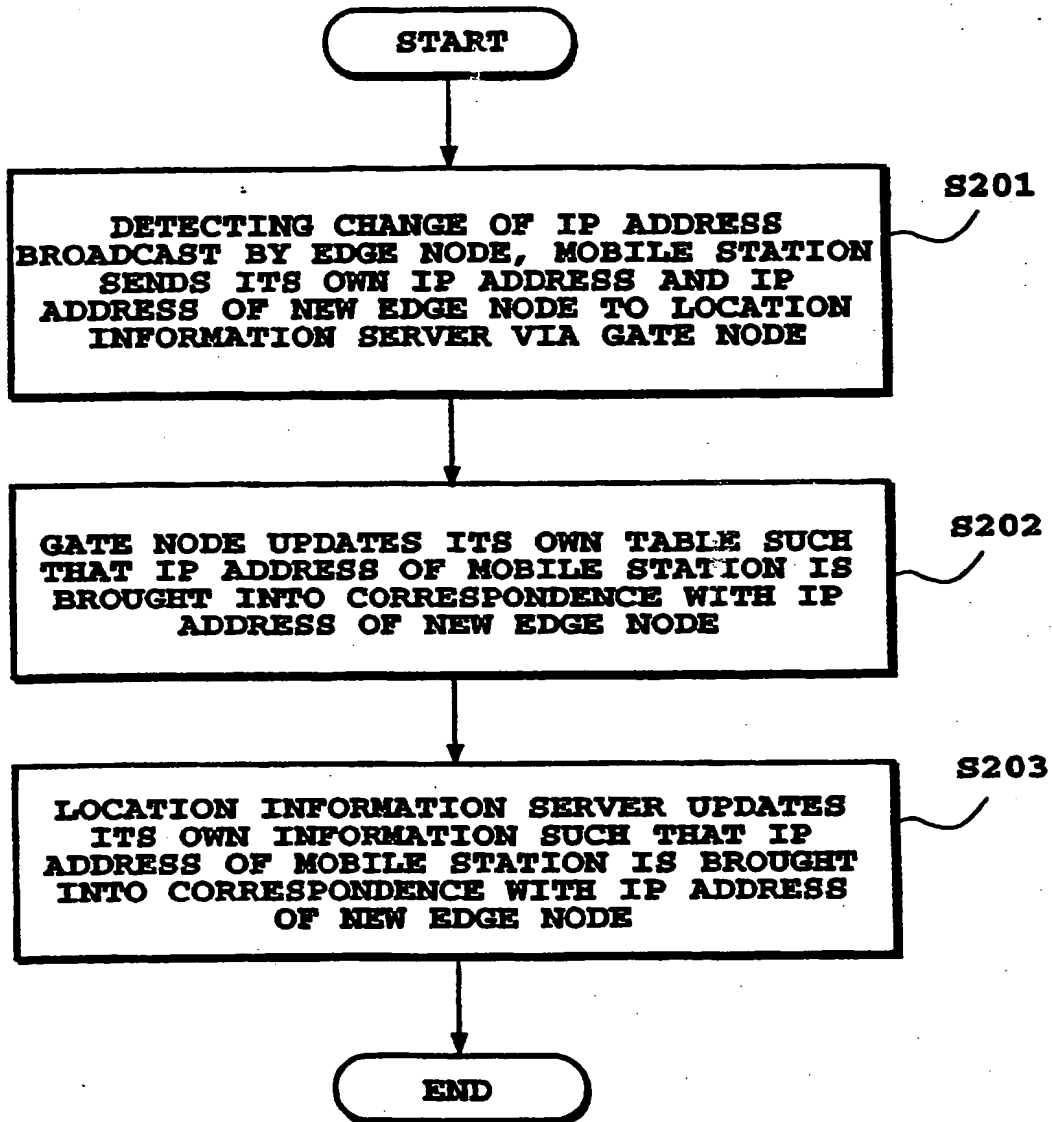 START
S201
DETECTING CHANGE OF IP ADDRESS
BROADCAST BY EDGE NODE, MOBILE STATION
SENDS ITS OWN IP ADDRESS AND IP
ADDRESS OF NEW EDGE NODE TO LOCATION
INFORMATION SERVER VIA GATE NODE
S202
GATE NODE UPDATES ITS OWN TABLE SUCH
THAT IP ADDRESS OF MOBILE STATION IS
BROUGHT INTO CORRESPONDENCE WITH IP
ADDRESS OF NEW EDGE NODE
S203
LOCATION INFORMATION SERVER UPDATES
ITS OWN INFORMATION SUCH THAT IP
ADDRESS OF MOBILE STATION IS BROUGHT
INTO CORRESPONDENCE WITH IP ADDRESS
OF NEW EDGE NODE
END